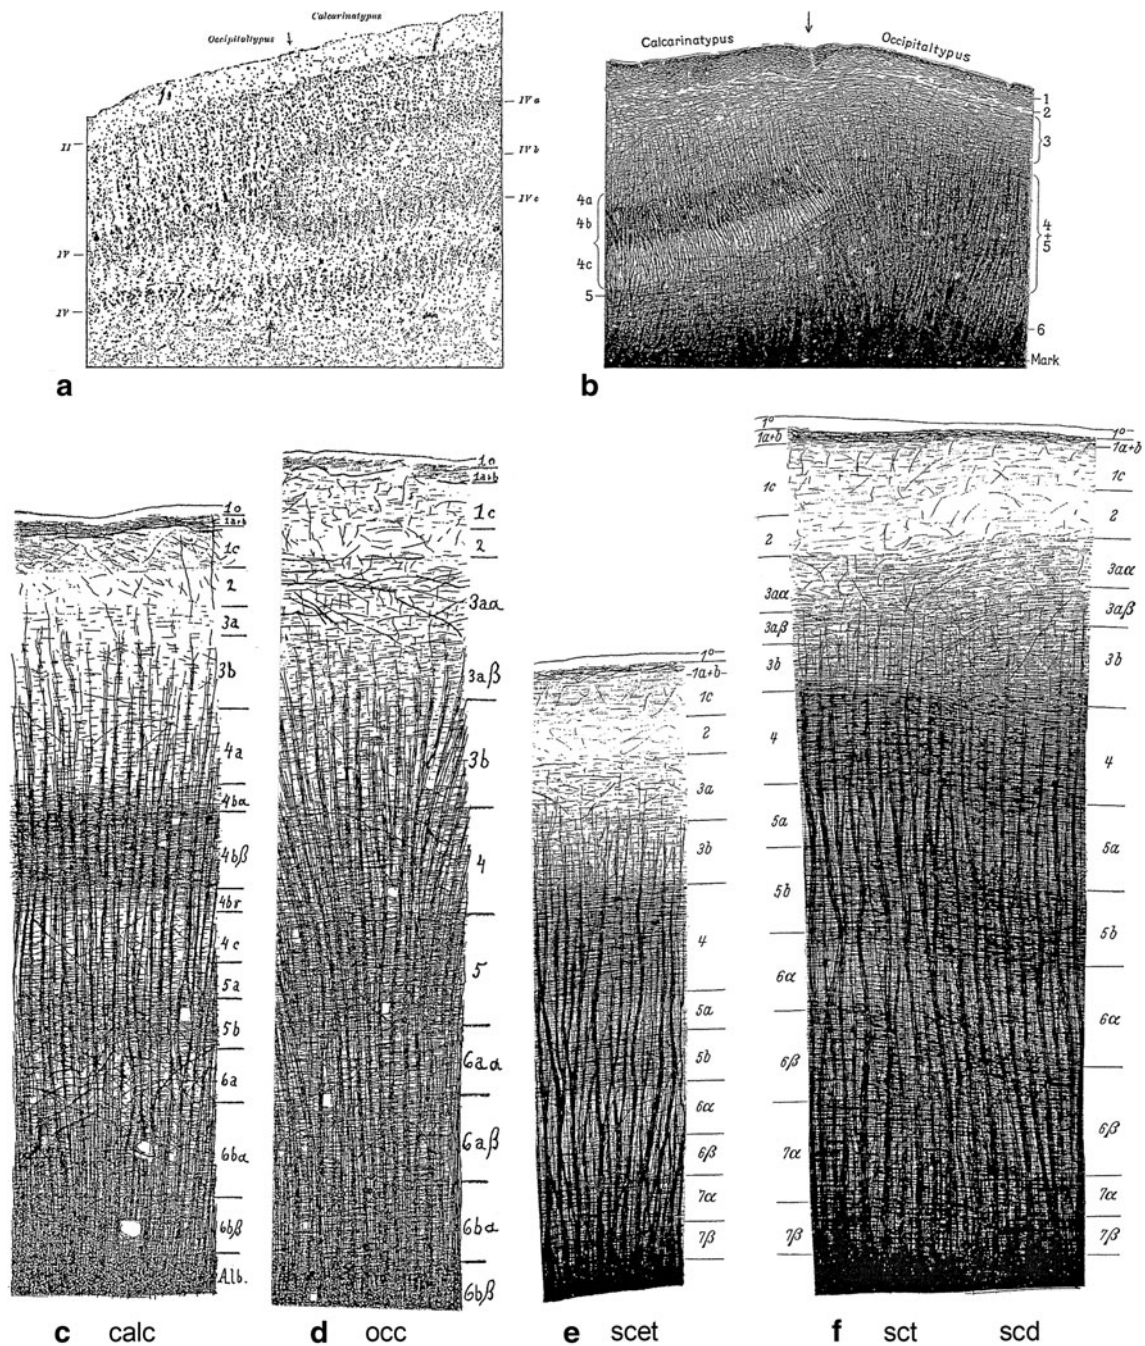 Calcarinatypus
Occipitaltypus
II
IV
IV
IV a
IV b
IV c
a
Calcarinatypus
Occipitaltypus
4a
4b
4c
5
1
2
3
4
±
5
6
Mark
b
1o
1a+b
1c
2
3a
3b
4a
4bα
4bβ
4bγ
4c
5a
5b
6a
6bα
6bβ
Alb.
c calc
1o
1a+b
1c
2
3aα
3aβ
3b
4
5
6aα
6aβ
6bα
6bβ
d occ
1o
1a+b
1c
2
3a
3b
4
5a
5b
6α
6β
7α
7β
e scet
1o
1a+b
1c
2
3aα
3aβ
3b
4
5a
5b
6α
6β
7α
7β
1o
1a+b
1c
2
3aα
3aβ
3b
4
5a
5b
6α
6β
7α
7β
f sct scd